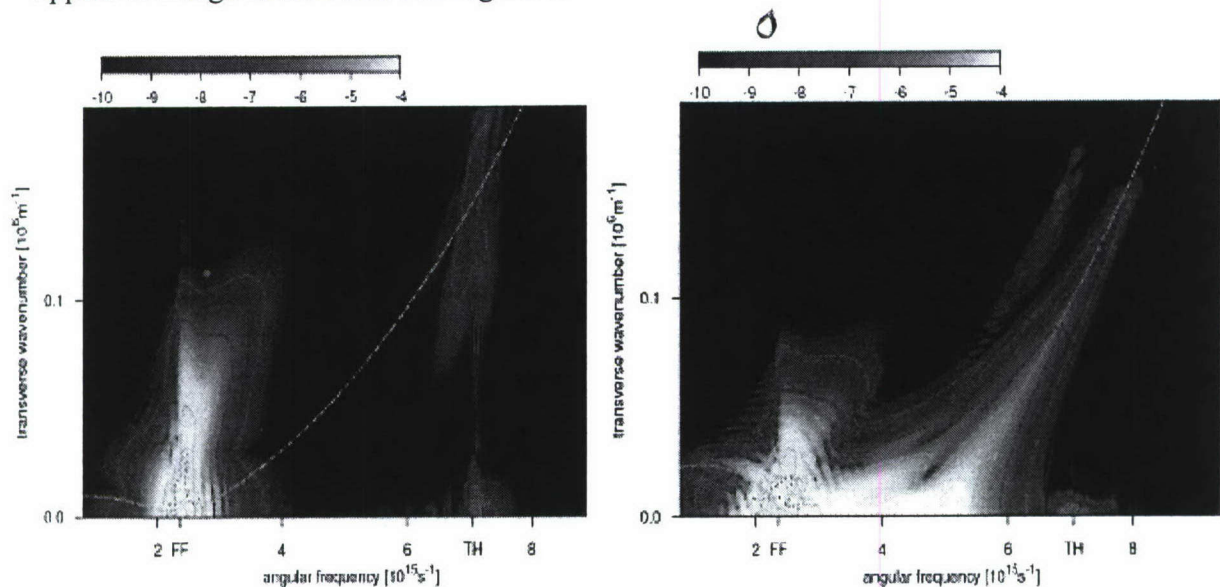 -10 -9 -8 -7 -6 -5 -4
transverse wavenumber [10⁶m⁻¹]
0.1
0.0
2 FF 4 6 TH 8
angular frequency [10¹⁵s⁻¹]
-10 -9 -8 -7 -6 -5 -4
transverse wavenumber [10⁶m⁻¹]
0.1
0.0
2 FF 4 6 TH 8
angular frequency [10¹⁵s⁻¹]